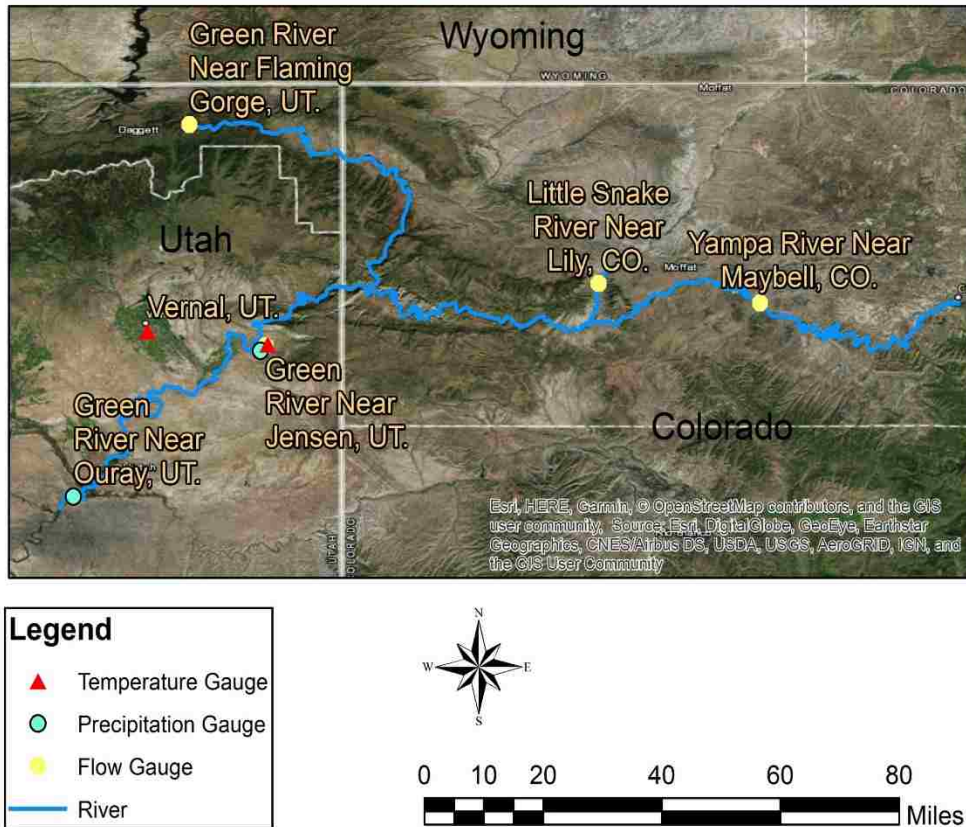 Wyoming
Green River
Near Flaming
Gorge, UT.
WYOMING
Moffat
COLORADO
Daggett
Little Snake
River Near
Lily, CO.
Moffat
Yampa River Near
Maybell, CO.
Utah
Vernal, UT.
Green
River Near
Jensen, UT.
Green
River Near
Ouray, UT.
Colorado
UTAH
COLORADO
Esri, HERE, Garmin, © OpenStreetMap contributors, and the GIS
user community, Source: Esri, DigitalGlobe, GeoEye, Earthstar
Geographics, CNES/Airbus DS, USDA, USGS, AeroGRID, IGN, and
the GIS User Community
Legend
Temperature Gauge
Precipitation Gauge
Flow Gauge
River
N
W E
S
0 10 20 40 60 80
Miles